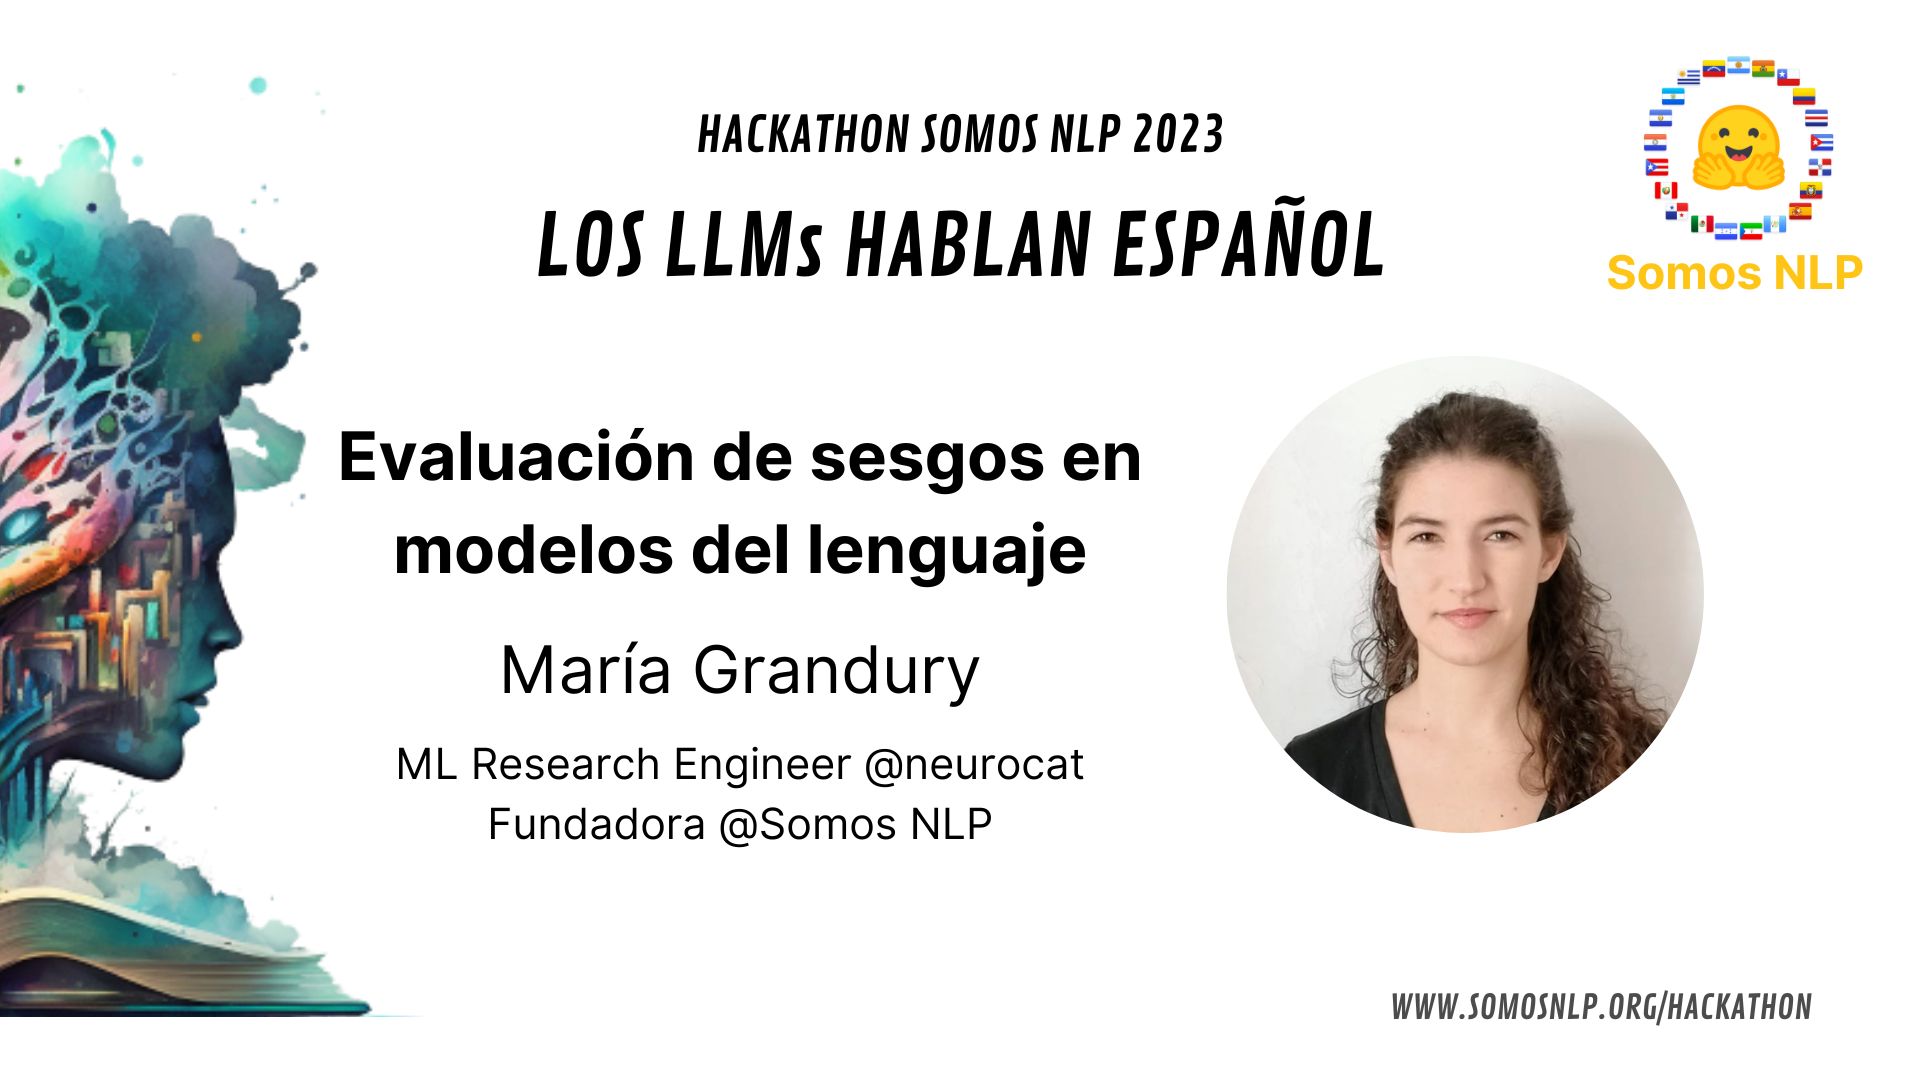 HACKATHON SOMOS NLP 2023
LOS LLMs HABLAN ESPAÑOL
Somos NLP
Evaluación de sesgos en
modelos del lenguaje
María Grandury
ML Research Engineer @neurocat
Fundadora @Somos NLP
WWW.SOMOSNLP.ORG/HACKATHON